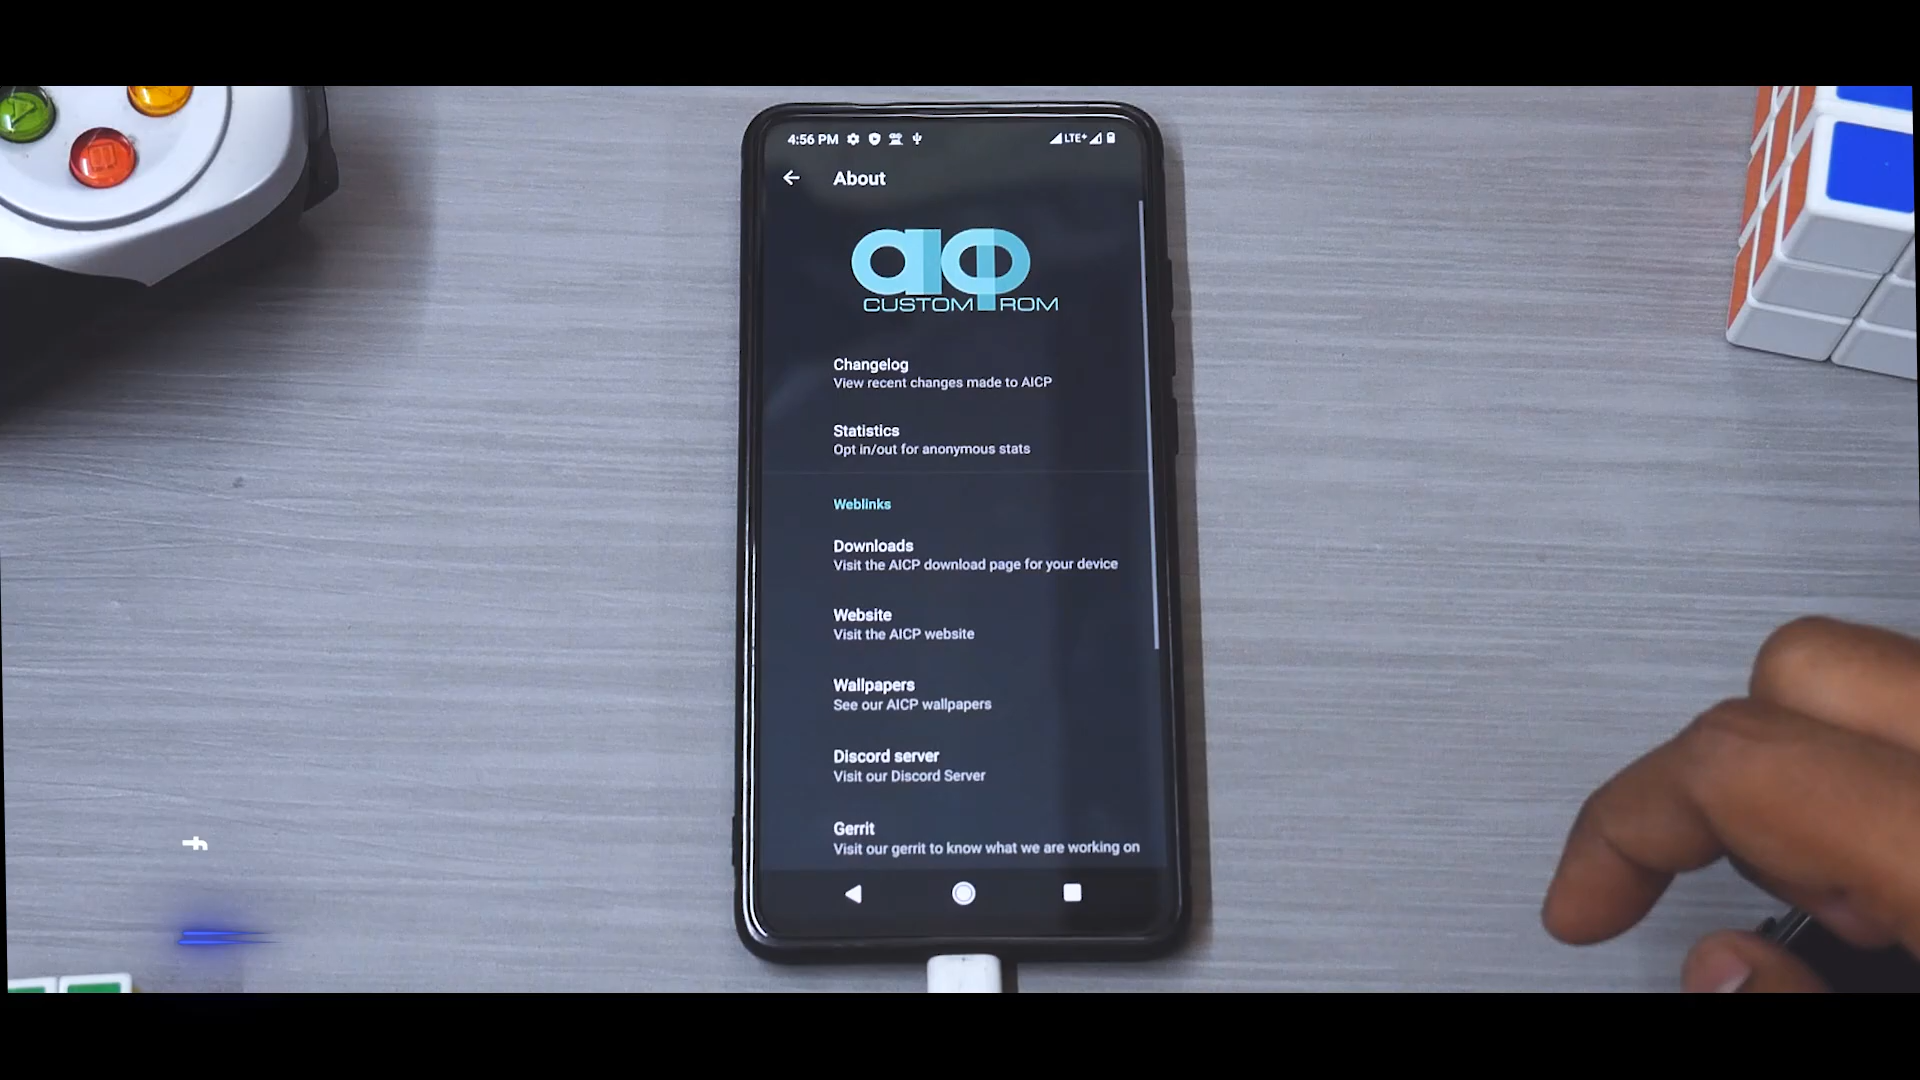 4:56 PM
LTE+
About
aicp
CUSTOM ROM
Changelog
View recent changes made to AICP
Statistics
Opt in/out for anonymous stats
Weblinks
Downloads
Visit the AICP download page for your device
Website
Visit the AICP website
Wallpapers
See our AICP wallpapers
Discord server
Visit our Discord Server
Gerrit
Visit our gerrit to know what we are working on